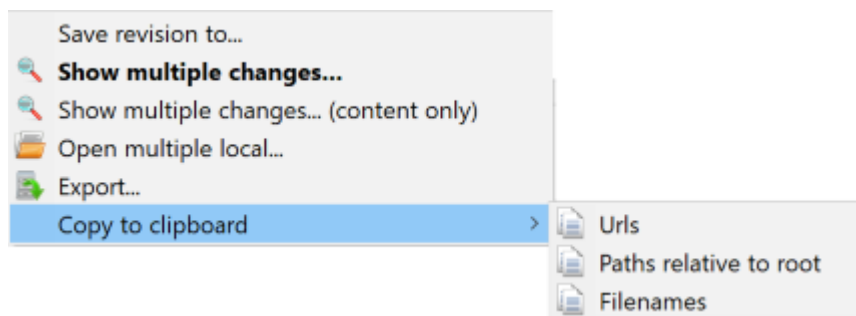 Save revision to...
Show multiple changes...
Show multiple changes... (content only)
Open multiple local...
Export...
Copy to clipboard
Urls
Paths relative to root
Filenames